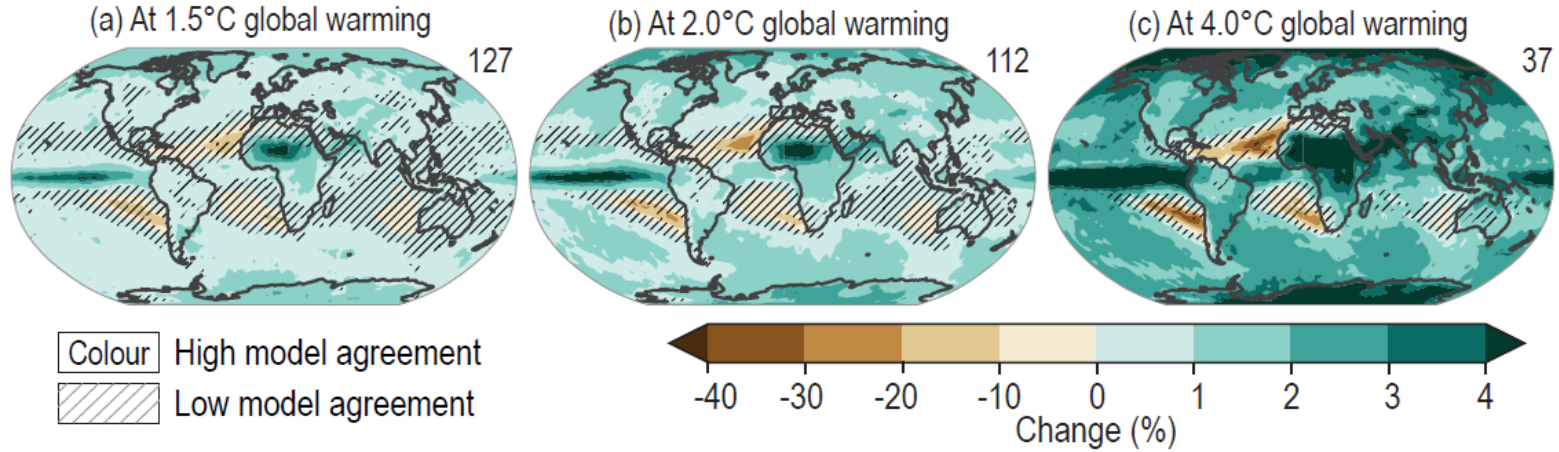 (a) At 1.5°C global warming
127
(b) At 2.0°C global warming
112
(c) At 4.0°C global warming
37
Colour High model agreement
Low model agreement
-40 -30 -20 -10 0 1 2 3 4
Change (%)